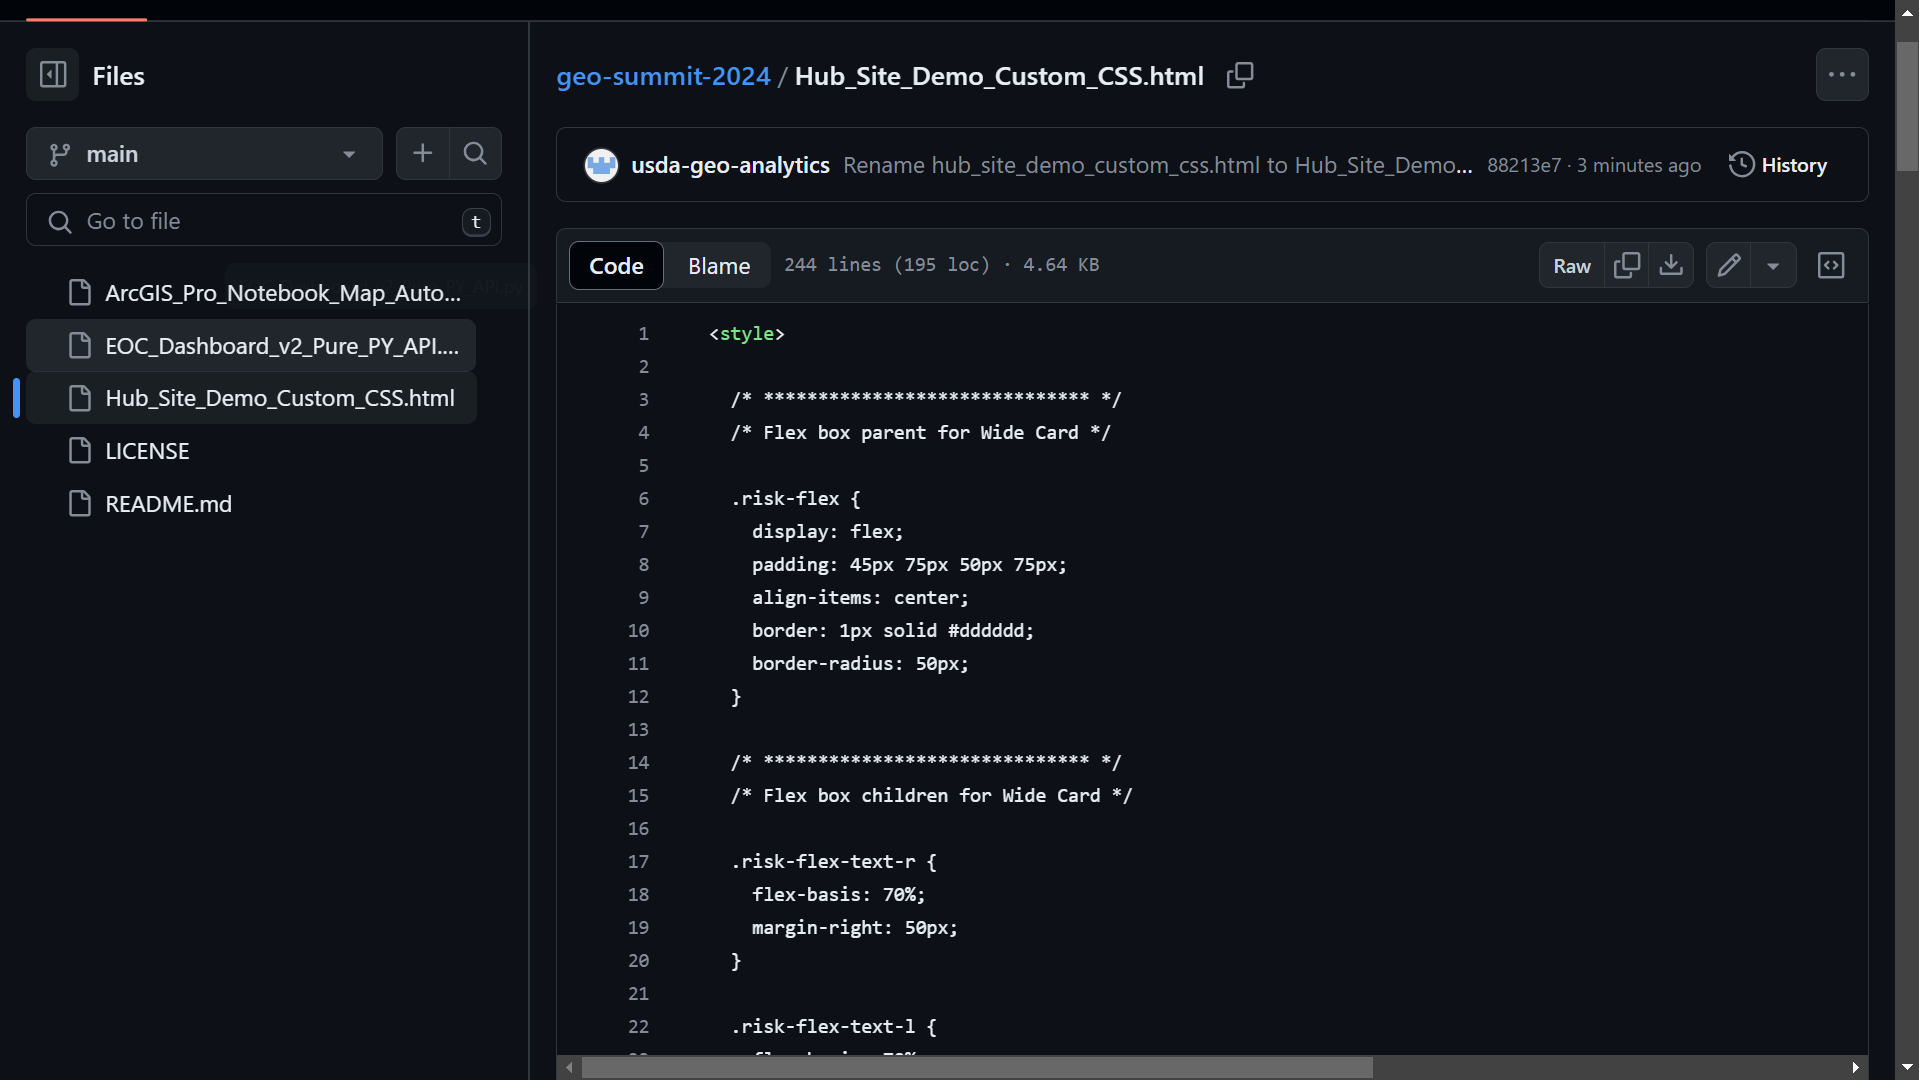 Files
main
Go to file
t
ArcGIS_Pro_Notebook_Map_Auto...
EOC_Dashboard_v2_Pure_PY_API....
Hub_Site_Demo_Custom_CSS.html
LICENSE
README.md
geo-summit-2024 / Hub_Site_Demo_Custom_CSS.html
usda-geo-analytics Rename hub_site_demo_custom_css.html to Hub_Site_Demo... 88213e7 · 3 minutes ago History
Code Blame 244 lines (195 loc) · 4.64 KB Raw
1 <style>
2
3 /* ****************************** */
4 /* Flex box parent for Wide Card */
5
6 .risk-flex {
7 display: flex;
8 padding: 45px 75px 50px 75px;
9 align-items: center;
10 border: 1px solid #dddddd;
11 border-radius: 50px;
12 }
13
14 /* ****************************** */
15 /* Flex box children for Wide Card */
16
17 .risk-flex-text-r {
18 flex-basis: 70%;
19 margin-right: 50px;
20 }
21
22 .risk-flex-text-l {